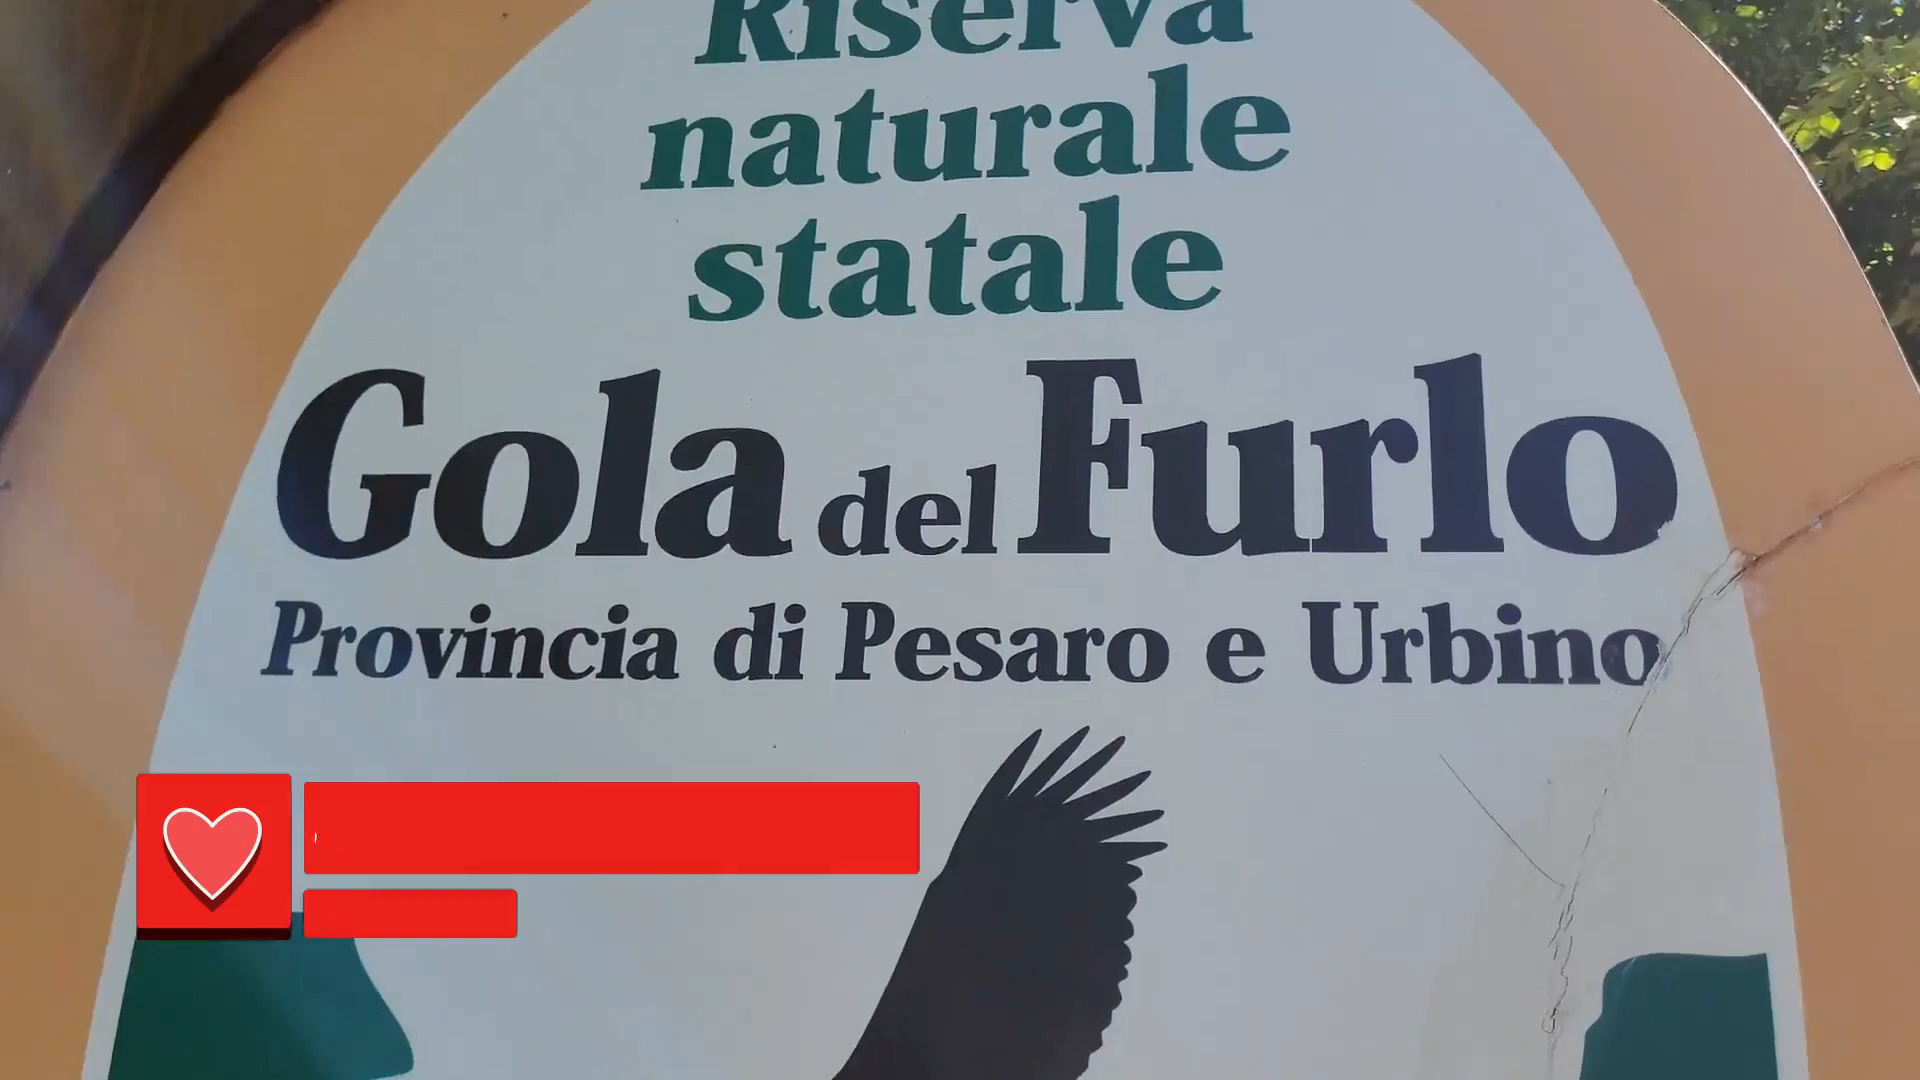 Riserva
naturale
statale
Gola del Furlo
Provincia di Pesaro e Urbino